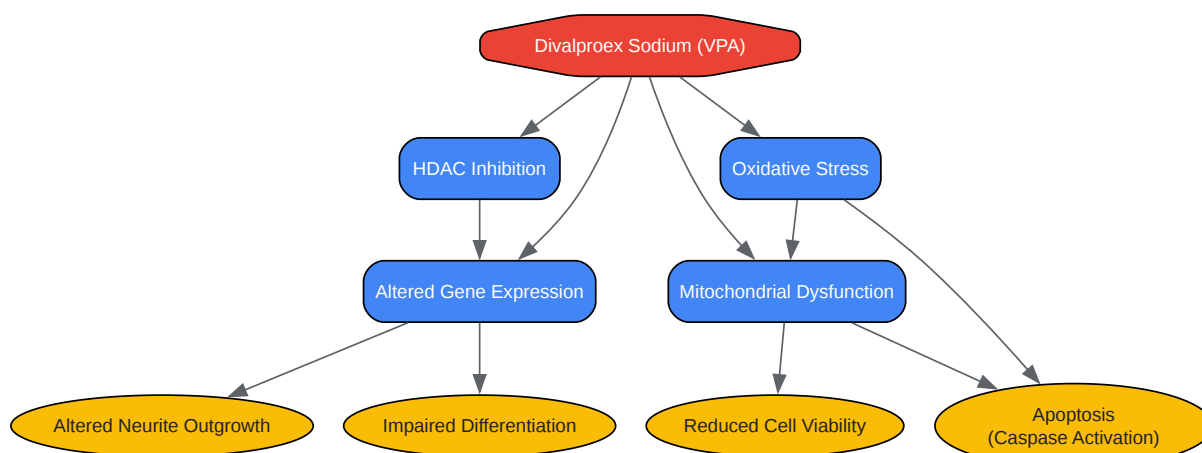 Divalproex Sodium (VPA)
HDAC Inhibition
Oxidative Stress
Altered Gene Expression
Mitochondrial Dysfunction
Altered Neurite Outgrowth
Impaired Differentiation
Reduced Cell Viability
Apoptosis
(Caspase Activation)